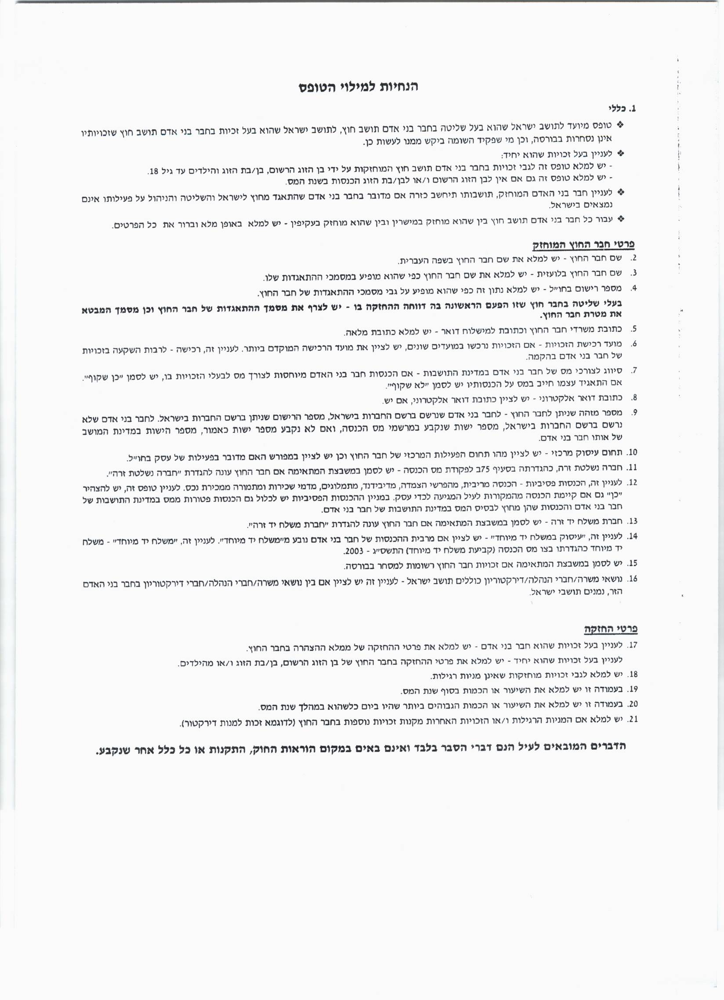 הנחיות למילוי הטופס
1. כללי
❖ טופס מיועד לתושב ישראל שהוא בעל שליטה בחבר בני אדם תושב חוץ, לתושב ישראל שהוא בעל זכיות בחבר בני אדם תושב חוץ שזכויותיו
אינן נסחרות בבורסה, וכן מי שפקיד השומה ביקש ממנו לעשות כן.
❖ לעניין בעל זכויות שהוא יחיד:
- יש למלא טופס זה לגבי זכויות בחבר בני אדם תושב חוץ המוחזקות על ידי בן הזוג הרשום, בן/בת הזוג והילדים עד גיל 18.
- יש למלא טופס זה גם אם אין לבן הזוג הרשום ו/או לבן/בת הזוג הכנסות בשנת המס.
❖ לעניין חבר בני האדם המוחזק, תושבותו תיחשב כזרה אם מדובר בחבר בני אדם שהתאגד מחוץ לישראל והשליטה והניהול על פעילותו אינם
נמצאים בישראל.
❖ עבור כל חבר בני אדם תושב חוץ בין שהוא מוחזק במישרין ובין שהוא מוחזק בעקיפין - יש למלא באופן מלא וברור את כל הפרטים.
פרטי חבר החוץ המוחזק
2. שם חבר החוץ - יש למלא את שם חבר החוץ בשפה העברית.
3. שם חבר החוץ בלועזית - יש למלא את שם חבר החוץ כפי שהוא מופיע במסמכי ההתאגדות שלו.
4. מספר רישום בחו״ל - יש למלא נתון זה כפי שהוא מופיע על גבי מסמכי ההתאגדות של חבר החוץ.
בעלי שליטה בחבר חוץ שזו הפעם הראשונה בה דווחה ההחזקה בו - יש לצרף את מסמך ההתאגדות של חבר החוץ וכן מסמך המבטא
את מטרת חבר החוץ.
5. כתובת משרדי חבר החוץ וכתובת למישלוח דואר - יש למלא כתובת מלאה.
6. מועד רכישת הזכויות - אם הזכויות נרכשו במועדים שונים, יש לציין את מועד הרכישה המוקדם ביותר. לעניין זה, רכישה - לרבות השקעה בזכויות
של חבר בני אדם בהקמה.
7. סיווג לצורכי מס של חבר בני אדם במדינת התושבות - אם הכנסות חבר בני האדם מיוחסות לצורך מס לבעלי הזכויות בו, יש לסמן ״כן שקוף״.
אם התאגיד עצמו חייב במס על הכנסותיו יש לסמן ״לא שקוף״.
8. כתובת דואר אלקטרוני - יש לציין כתובת דואר אלקטרוני, אם יש.
9. מספר מזהה שניתן לחבר החוץ - לחבר בני אדם שנרשם ברשם החברות בישראל, מספר הרישום שניתן ברשם החברות בישראל. לחבר בני אדם שלא
נרשם ברשם החברות בישראל, מספר ישות שנקבע במרשמי מס הכנסה, ואם לא נקבע מספר ישות כאמור, מספר הישות במדינת המושב
של אותו חבר בני אדם.
10. תחום עיסוק מרכזי - יש לציין מהו תחום הפעילות המרכזי של חבר החוץ וכן יש לציין במפורש האם מדובר בפעילות של עסק בחו״ל.
11. חברה נשלטת זרה, כהגדרתה בסעיף 75ב לפקודת מס הכנסה - יש לסמן במשבצת המתאימה אם חבר החוץ עונה להגדרת ״חברה נשלטת זרה״.
12. לעניין זה, הכנסות פסיביות - הכנסה מריבית, מהפרשי הצמדה, מדיבידנד, מתמלוגים, מדמי שכירות ומתמורה ממכירת נכס. לעניין טופס זה, יש להצהיר
״כן״ גם אם קיימת הכנסה מהמקורות לעיל המגיעה לכדי עסק. במניין ההכנסות הפסיביות יש לכלול גם הכנסות פטורות ממס במדינת התושבות של
חבר בני אדם והכנסות שהן מחוץ לבסיס המס במדינת התושבות של חבר בני אדם.
13. חברת משלח יד זרה - יש לסמן במשבצת המתאימה אם חבר החוץ עונה להגדרת ״חברת משלח יד זרה״.
14. לעניין זה, ״עיסוק במשלח יד מיוחד״ - יש לציין אם מרבית ההכנסות של חבר בני אדם נובע מ״משלח יד מיוחד״. לעניין זה, ״משלח יד מיוחד״ - משלח
יד מיוחד כהגדרתו בצו מס הכנסה (קביעת משלח יד מיוחד) התשס״ג - 2003.
15. יש לסמן במשבצת המתאימה אם זכויות חבר החוץ רשומות למסחר בבורסה.
16. נושאי משרה/חברי הנהלה/דירקטוריון כוללים תושב ישראל - לעניין זה יש לציין אם בין נושאי משרה/חברי הנהלה/חברי דירקטוריון בחבר בני האדם
הזר, נמנים תושבי ישראל.
פרטי החזקה
17. לעניין בעל זכויות שהוא חבר בני אדם - יש למלא את פרטי ההחזקה של ממלא ההצהרה בחבר החוץ.
לעניין בעל זכויות שהוא יחיד - יש למלא את פרטי ההחזקה בחבר החוץ של בן הזוג הרשום, בן/בת הזוג ו/או מהילדים.
18. יש למלא לגבי זכויות מוחזקות שאינן מניות רגילות.
19. בעמודה זו יש למלא את השיעור או הכמות בסוף שנת המס.
20. בעמודה זו יש למלא את השיעור או הכמות הגבוהים ביותר שהיו ביום כלשהוא במהלך שנת המס.
21. יש למלא אם המניות הרגילות ו/או הזכויות האחרות מקנות זכויות נוספות בחבר החוץ (לדוגמא זכות למנות דירקטור).
הדברים המובאים לעיל הנם דברי הסבר בלבד ואינם באים במקום הוראות החוק, התקנות או כל כלל אחר שנקבע.